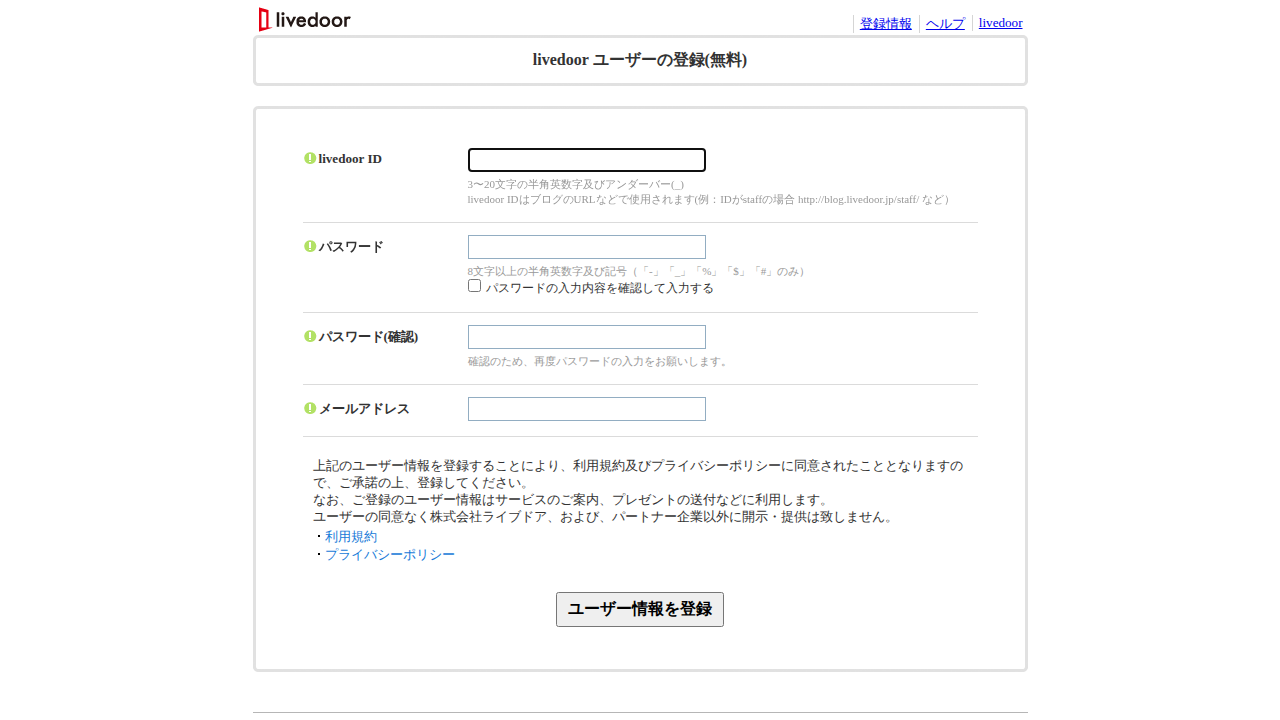 livedoor
登録情報 ヘルプ livedoor
livedoor ユーザーの登録(無料)
livedoor ID
3〜20文字の半角英数字及びアンダーバー(_)
livedoor IDはブログのURLなどで使用されます(例：IDがstaffの場合 http://blog.livedoor.jp/staff/ など）
パスワード
8文字以上の半角英数字及び記号（「-」「_」「%」「$」「#」のみ）
パスワードの入力内容を確認して入力する
パスワード(確認)
確認のため、再度パスワードの入力をお願いします。
メールアドレス
上記のユーザー情報を登録することにより、利用規約及びプライバシーポリシーに同意されたこととなりますの
で、ご承諾の上、登録してください。
なお、ご登録のユーザー情報はサービスのご案内、プレゼントの送付などに利用します。
ユーザーの同意なく株式会社ライブドア、および、パートナー企業以外に開示・提供は致しません。
・利用規約
・プライバシーポリシー
ユーザー情報を登録